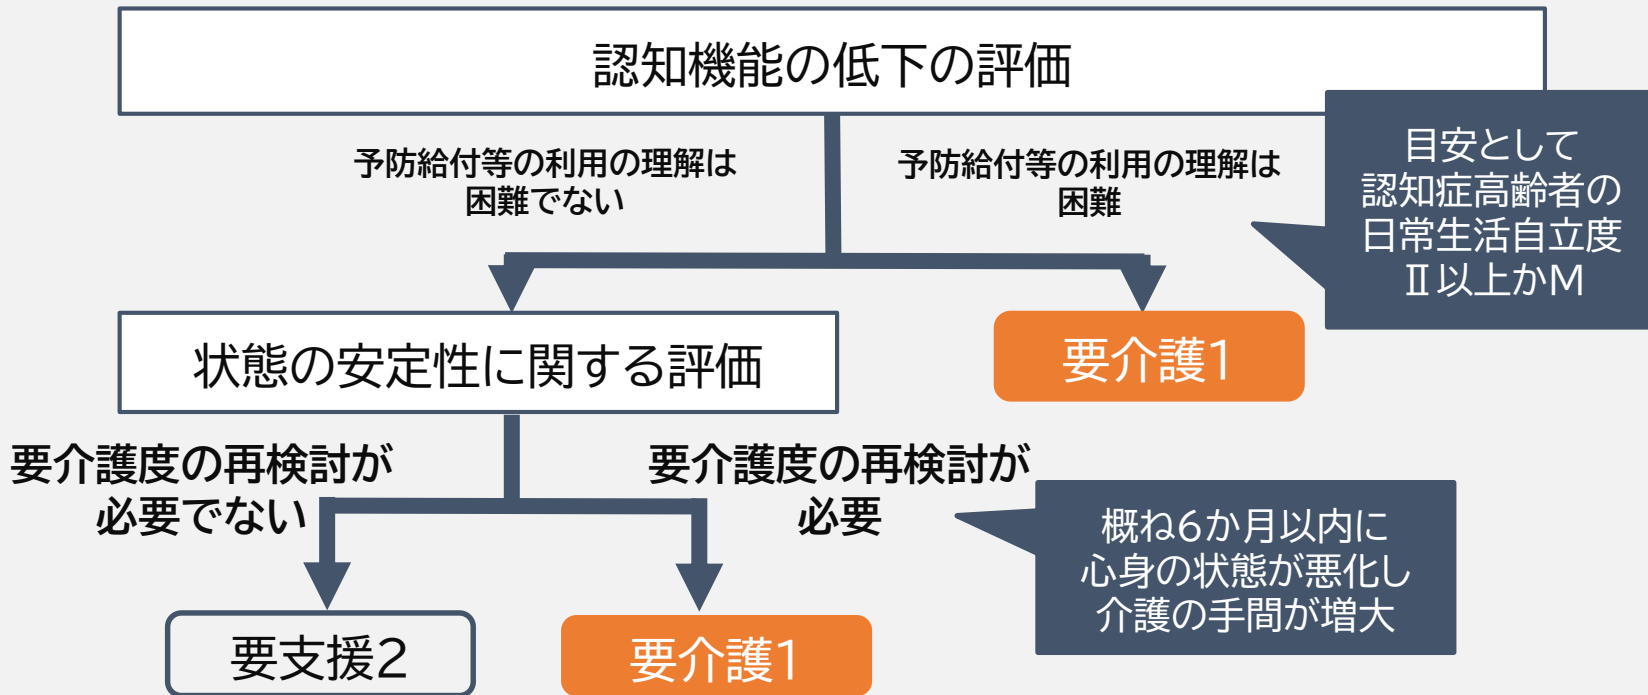 認知機能の低下の評価
予防給付等の利用の理解は
困難でない
予防給付等の利用の理解は
困難
目安として
認知症高齢者の
日常生活自立度
Ⅱ以上かM
状態の安定性に関する評価
要介護1
要介護度の再検討が
必要でない
要介護度の再検討が
必要
概ね6か月以内に
心身の状態が悪化し
介護の手間が増大
要支援2
要介護1